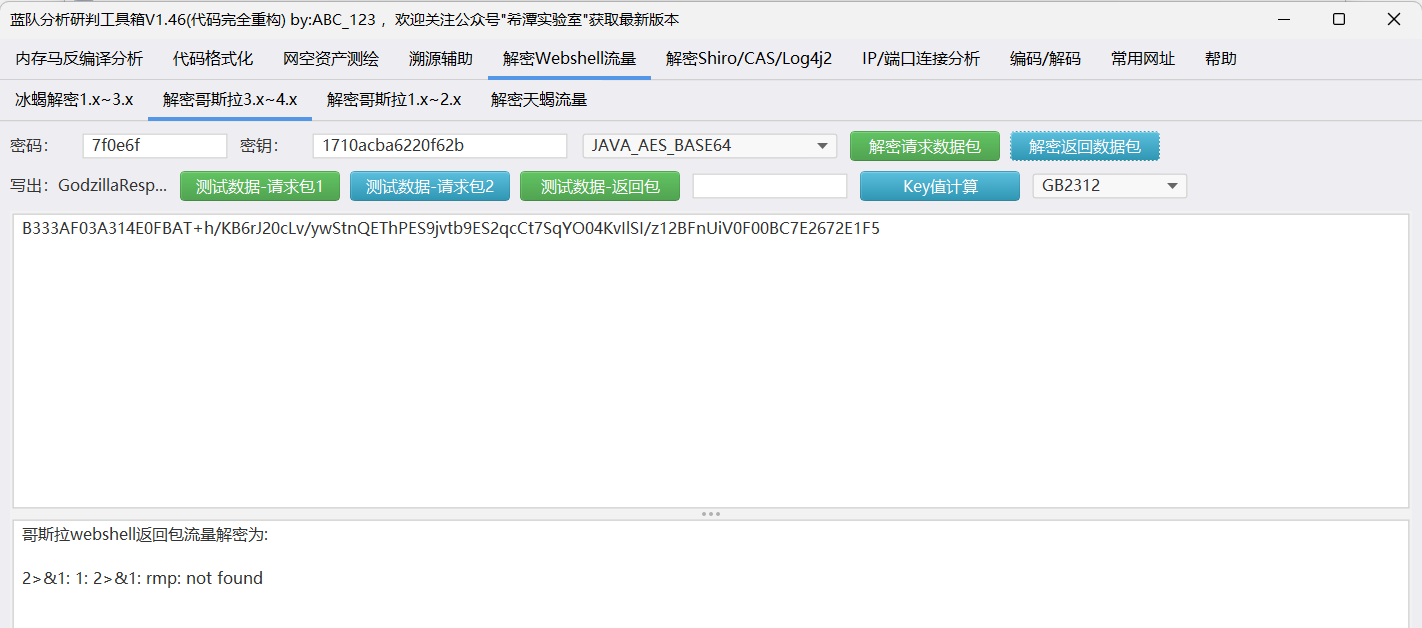 蓝队分析研判工具箱V1.46(代码完全重构) by:ABC_123 ，欢迎关注公众号"希潭实验室"获取最新版本
内存马反编译分析 代码格式化 网空资产测绘 溯源辅助 解密Webshell流量 解密Shiro/CAS/Log4j2 IP/端口连接分析 编码/解码 常用网址 帮助
冰蝎解密1.x~3.x 解密哥斯拉3.x~4.x 解密哥斯拉1.x~2.x 解密天蝎流量
密码： 7f0e6f 密钥： 1710acba6220f62b JAVA_AES_BASE64 解密请求数据包 解密返回数据包
写出：GodzillaResp... 测试数据-请求包1 测试数据-请求包2 测试数据-返回包 Key值计算 GB2312
B333AF03A314E0FBAT+h/KB6rJ20cLv/ywStnQEThPES9jvtb9ES2qcCt7SqYO04KvIlSI/z12BFnUiV0F00BC7E2672E1F5
哥斯拉webshell返回包流量解密为:
2>&1: 1: 2>&1: rmp: not found